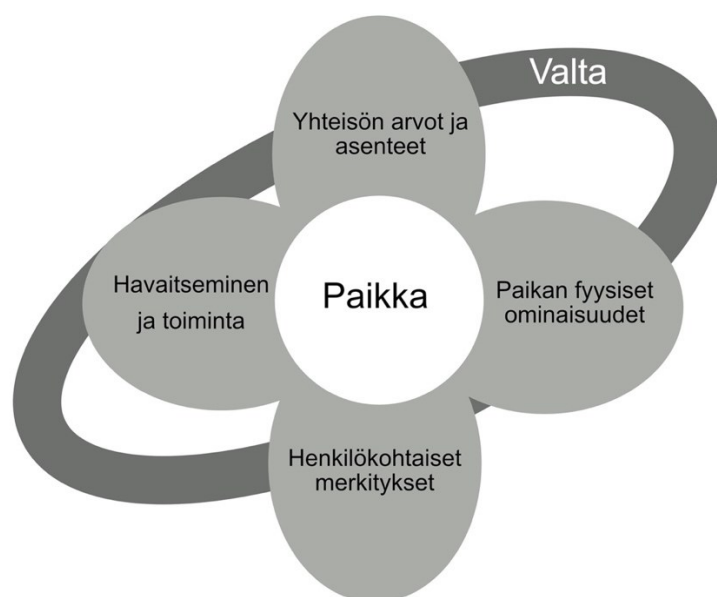 Valta
Yhteisön arvot ja
asenteet
Havaitseminen
ja toiminta
Paikka
Paikan fyysiset
ominaisuudet
Henkilökohtaiset
merkitykset